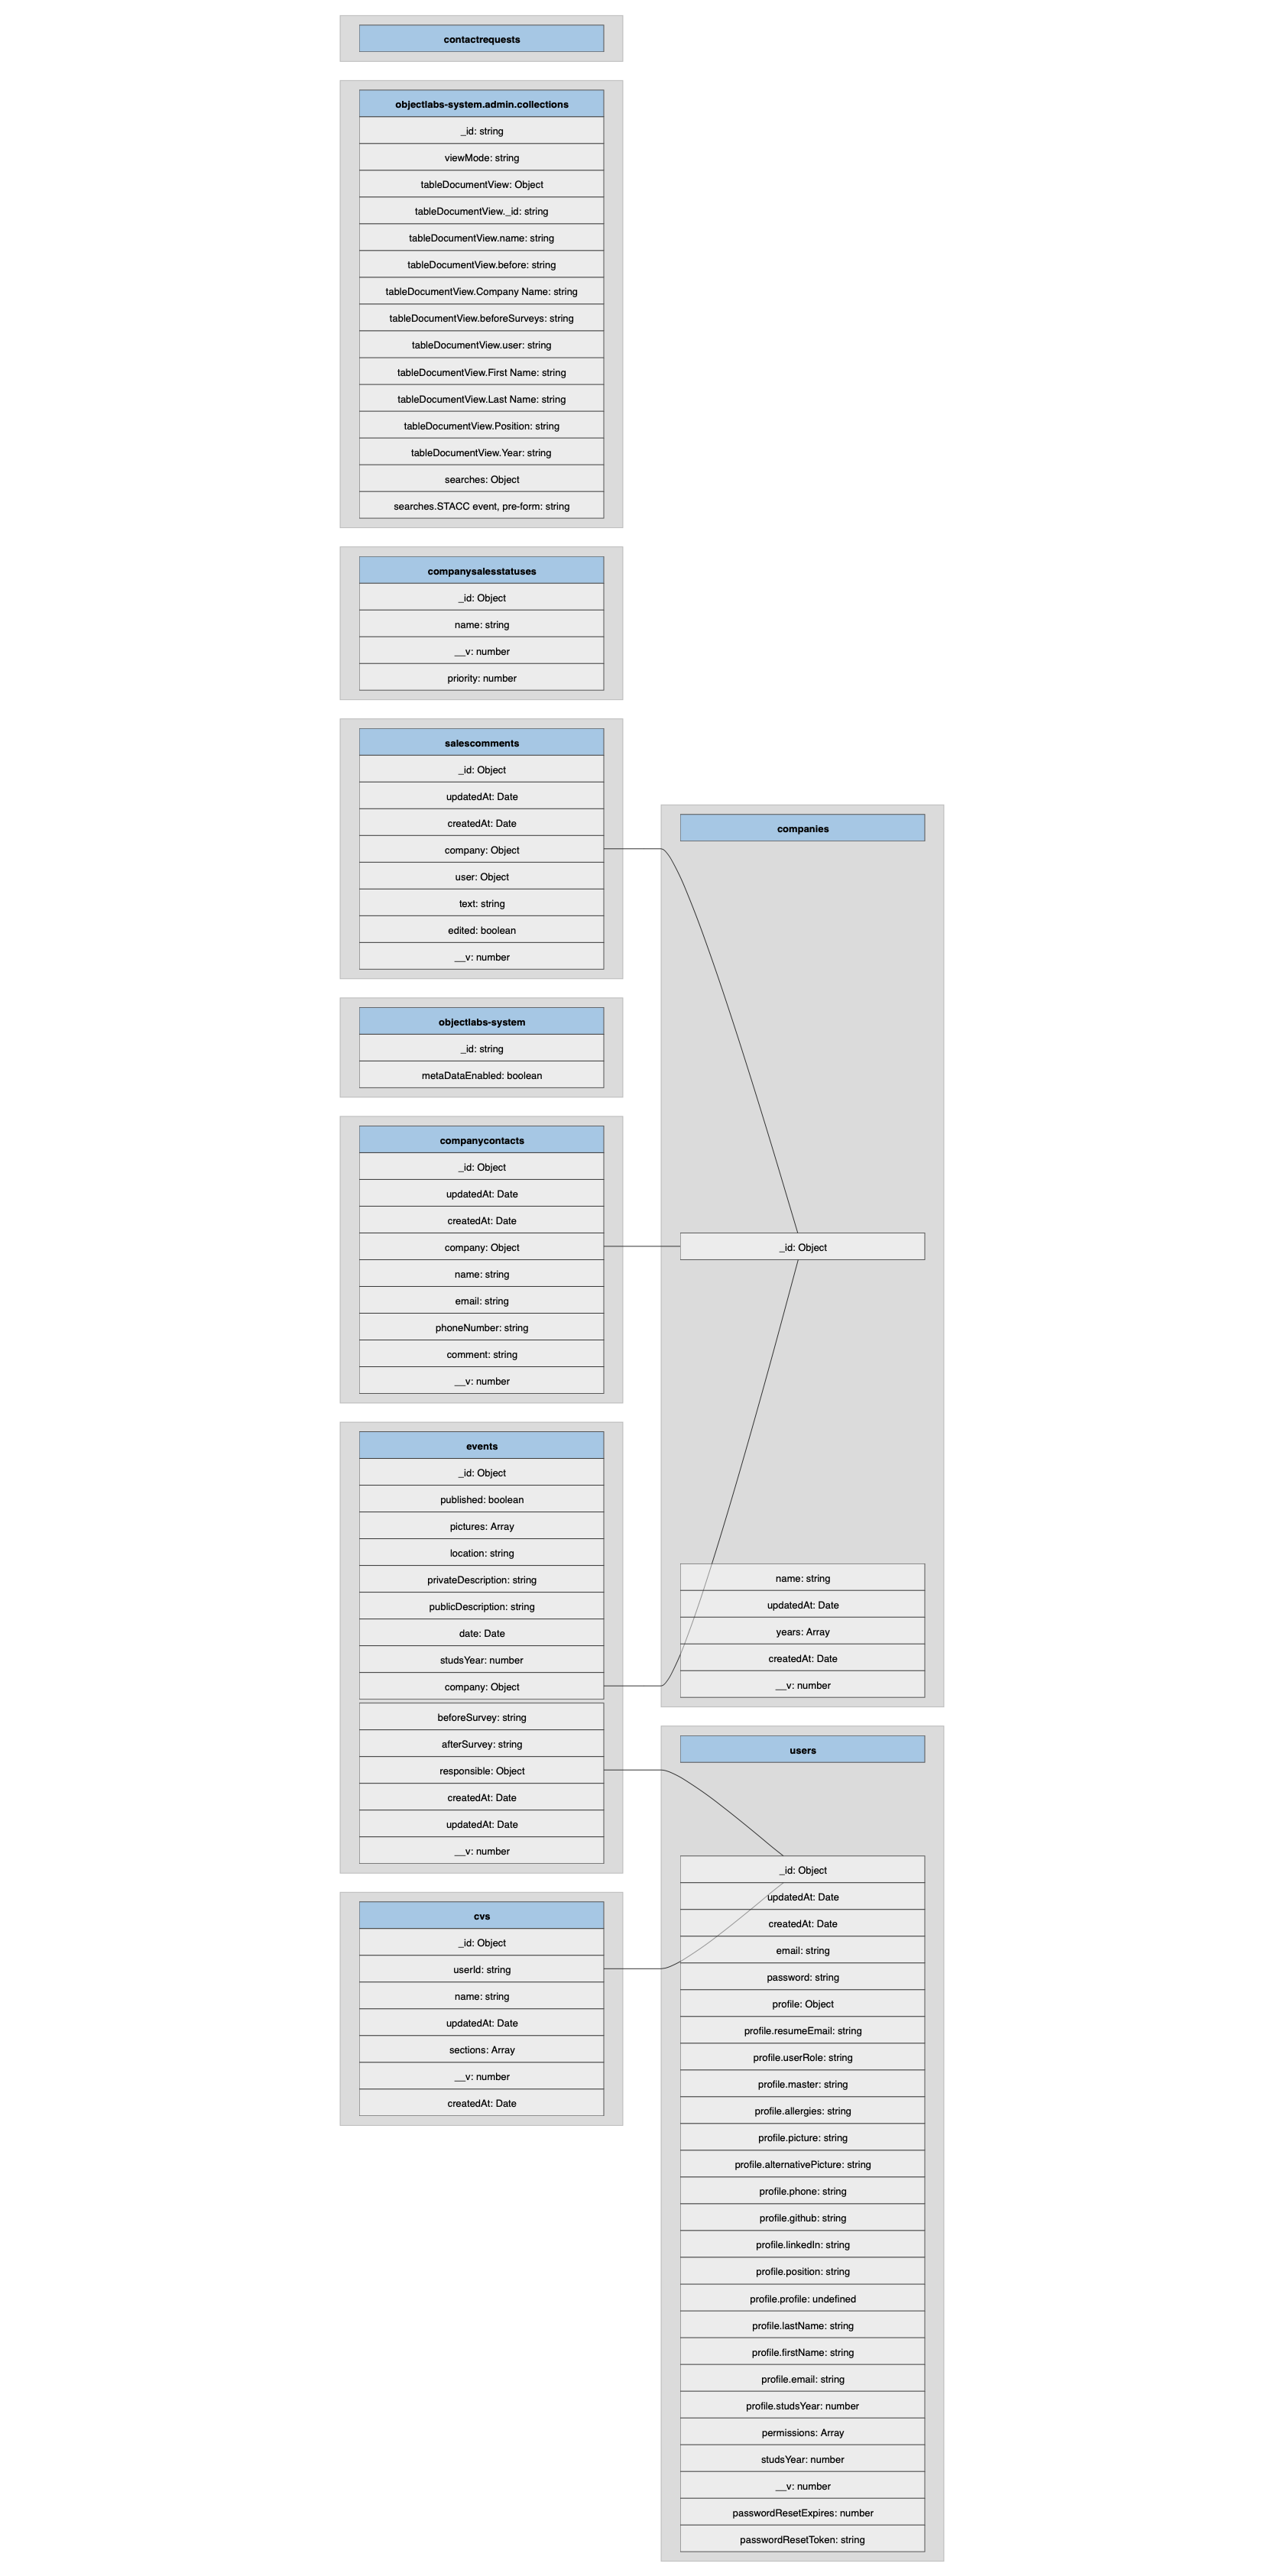 contactrequests
objectlabs-system.admin.collections
_id: string
viewMode: string
tableDocumentView: Object
tableDocumentView._id: string
tableDocumentView.name: string
tableDocumentView.before: string
tableDocumentView.Company Name: string
tableDocumentView.beforeSurveys: string
tableDocumentView.user: string
tableDocumentView.First Name: string
tableDocumentView.Last Name: string
tableDocumentView.Position: string
tableDocumentView.Year: string
searches: Object
searches.STACC event, pre-form: string
companysalesstatuses
_id: Object
name: string
__v: number
priority: number
salescomments
_id: Object
updatedAt: Date
createdAt: Date
company: Object
user: Object
text: string
edited: boolean
__v: number
objectlabs-system
_id: string
metaDataEnabled: boolean
companycontacts
_id: Object
updatedAt: Date
createdAt: Date
company: Object
name: string
email: string
phoneNumber: string
comment: string
__v: number
events
_id: Object
published: boolean
pictures: Array
location: string
privateDescription: string
publicDescription: string
date: Date
studsYear: number
company: Object
beforeSurvey: string
afterSurvey: string
responsible: Object
createdAt: Date
updatedAt: Date
__v: number
cvs
_id: Object
userId: string
name: string
updatedAt: Date
sections: Array
__v: number
createdAt: Date
companies
_id: Object
name: string
updatedAt: Date
years: Array
createdAt: Date
__v: number
users
_id: Object
updatedAt: Date
createdAt: Date
email: string
password: string
profile: Object
profile.resumeEmail: string
profile.userRole: string
profile.master: string
profile.allergies: string
profile.picture: string
profile.alternativePicture: string
profile.phone: string
profile.github: string
profile.linkedIn: string
profile.position: string
profile.profile: undefined
profile.lastName: string
profile.firstName: string
profile.email: string
profile.studsYear: number
permissions: Array
studsYear: number
__v: number
passwordResetExpires: number
passwordResetToken: string